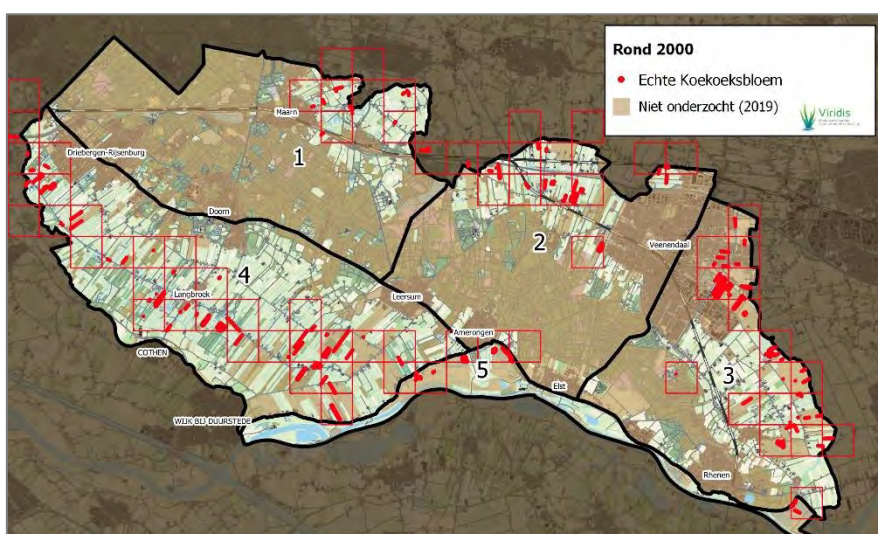 Rond 2000
Echte Koekoeksbloem
Niet onderzocht (2019)
Viridis
Maarn
1
Driebergen-Rijsenburg
Doorn
2
Veenendaal
4
Langbroek
Leersum
Amerongen
COTHEN
5
Elst
3
WIJK BIJ DUURSTEDE
Rhenen